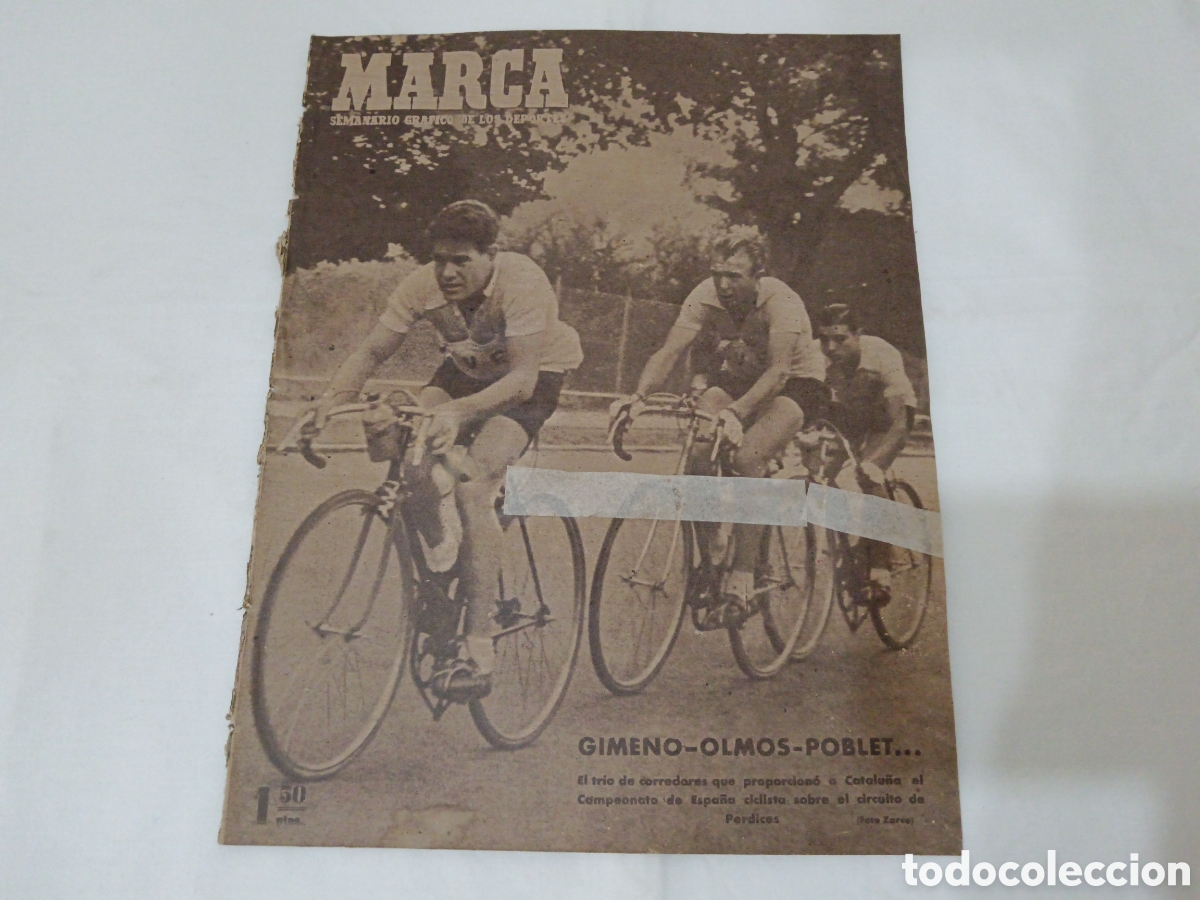 MARCA
SEMANARIO GRAFICO DE LOS DEPORTES
GIMENO-OLMOS-POBLET...
El trío de corredores que proporcionó a Cataluña el
Campeonato de España ciclista sobre el circuito de
Perdices
(Foto Zarco)
1 50
ptas.
todocoleccion